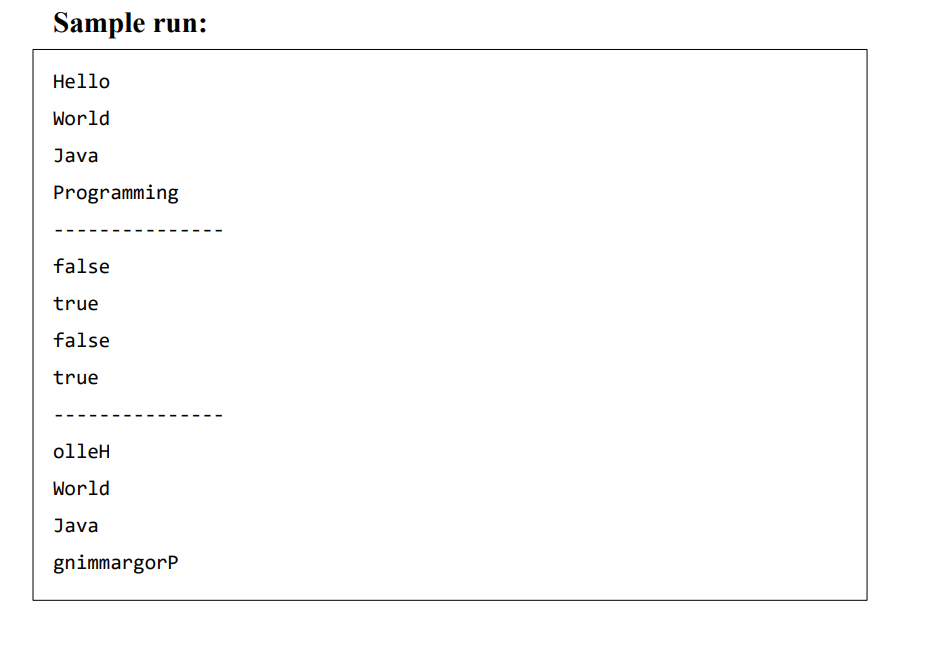 Sample run:
Hello
World
Java
Programming
---------------
false
true
false
true
---------------
olleH
World
Java
gnimmargorP